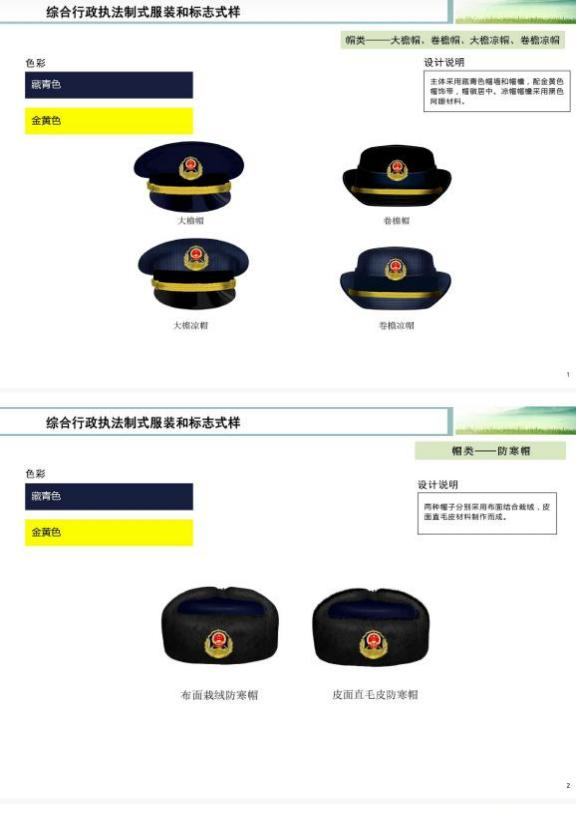 综合行政执法制式服装和标志式样
帽类——大檐帽、卷檐帽、大檐凉帽、卷檐凉帽
色彩
藏青色
金黄色
设计说明
主体采用藏青色帽墙和帽檐，配金黄色
帽饰带，帽徽居中。凉帽帽檐采用黑色
网眼材料。
大檐帽
卷檐帽
大檐凉帽
卷檐凉帽
1
综合行政执法制式服装和标志式样
帽类——防寒帽
色彩
藏青色
金黄色
设计说明
两种帽子分别采用布面结合栽绒，皮
面直毛皮材料制作而成。
布面栽绒防寒帽
皮面直毛皮防寒帽
2